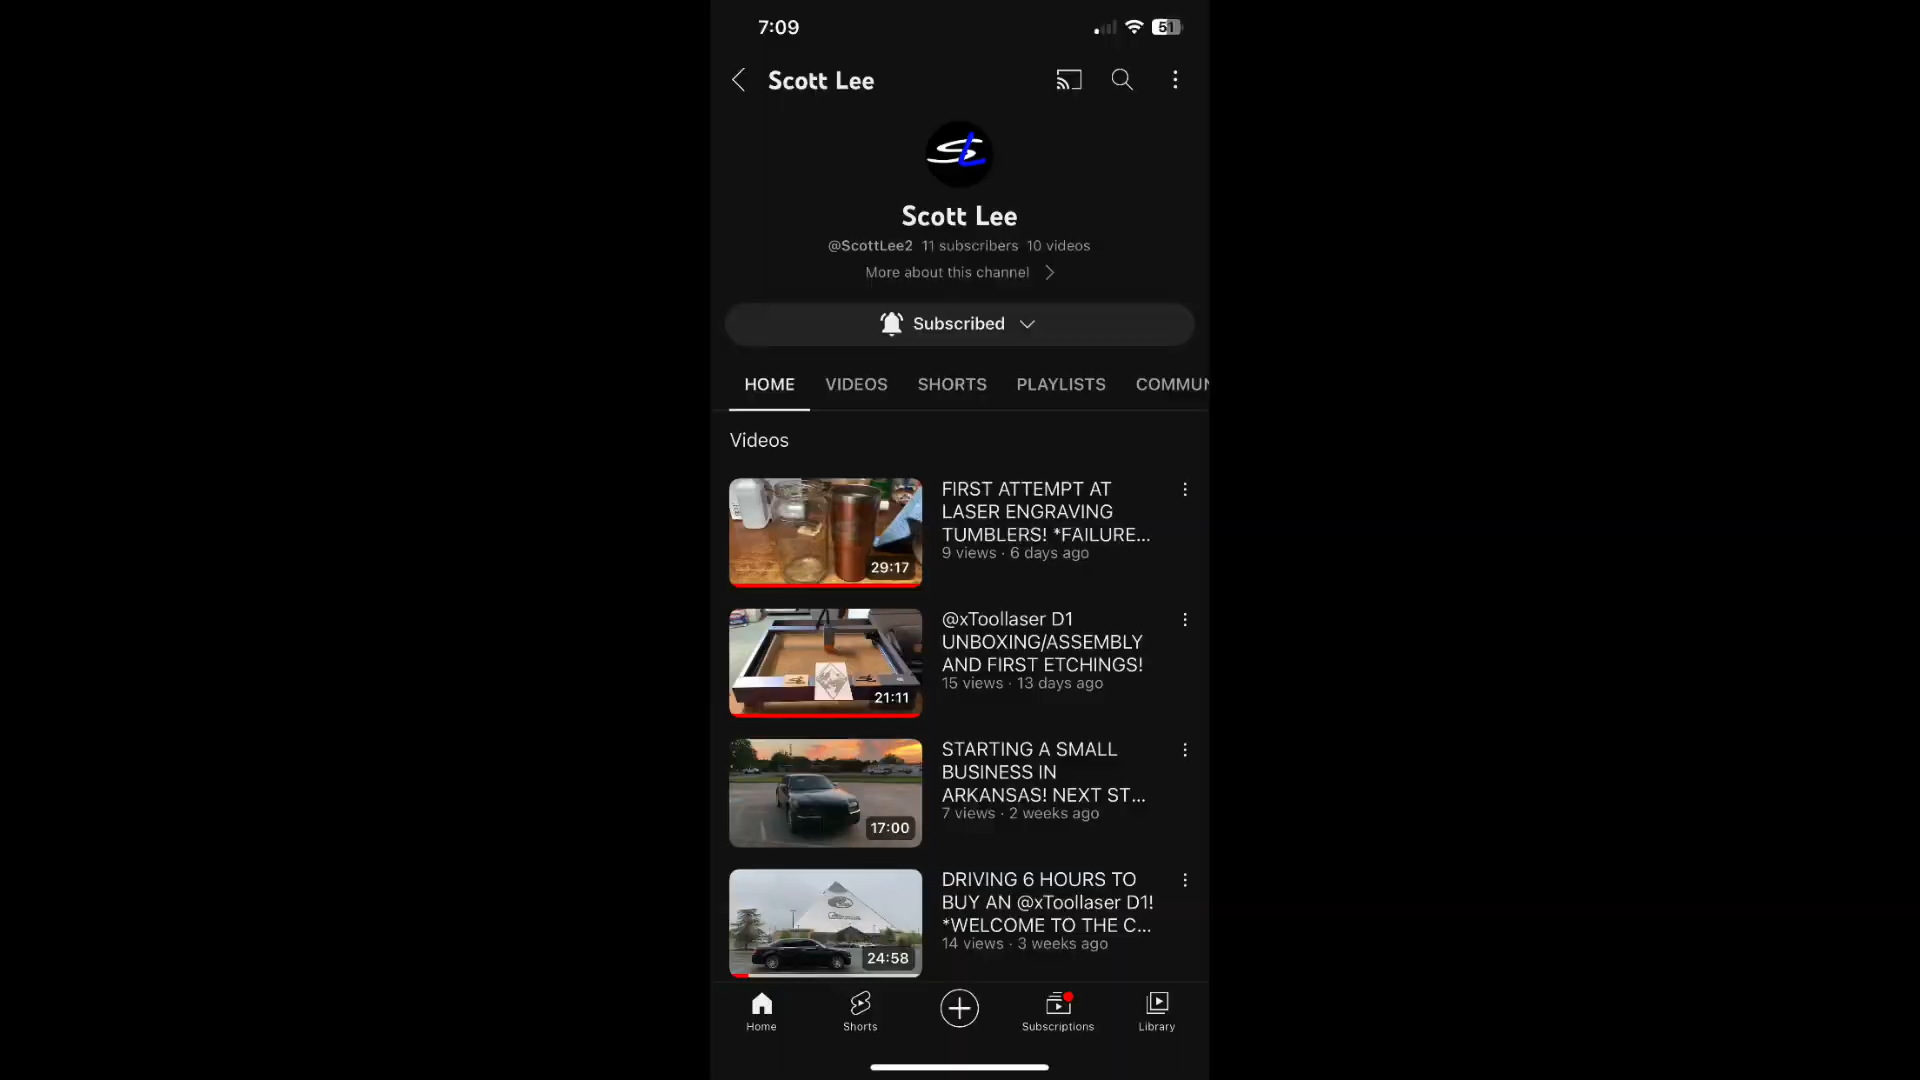 7:09
51
Scott Lee
SL
Scott Lee
@ScottLee2 11 subscribers 10 videos
More about this channel
Subscribed
HOME VIDEOS SHORTS PLAYLISTS COMMUN
Videos
FIRST ATTEMPT AT
LASER ENGRAVING
TUMBLERS! *FAILURE...
9 views · 6 days ago
29:17
@xToollaser D1
UNBOXING/ASSEMBLY
AND FIRST ETCHINGS!
15 views · 13 days ago
21:11
STARTING A SMALL
BUSINESS IN
ARKANSAS! NEXT ST...
7 views · 2 weeks ago
17:00
DRIVING 6 HOURS TO
BUY AN @xToollaser D1!
*WELCOME TO THE C...
14 views · 3 weeks ago
24:58
Home Shorts Subscriptions Library